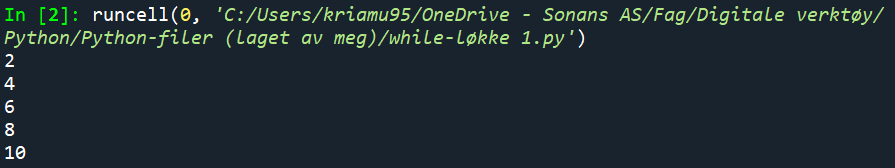 In [2]: runcell(0, 'C:/Users/kriamu95/OneDrive - Sonans AS/Fag/Digitale verktøy/
Python/Python-filer (laget av meg)/while-løkke 1.py')
2
4
6
8
10